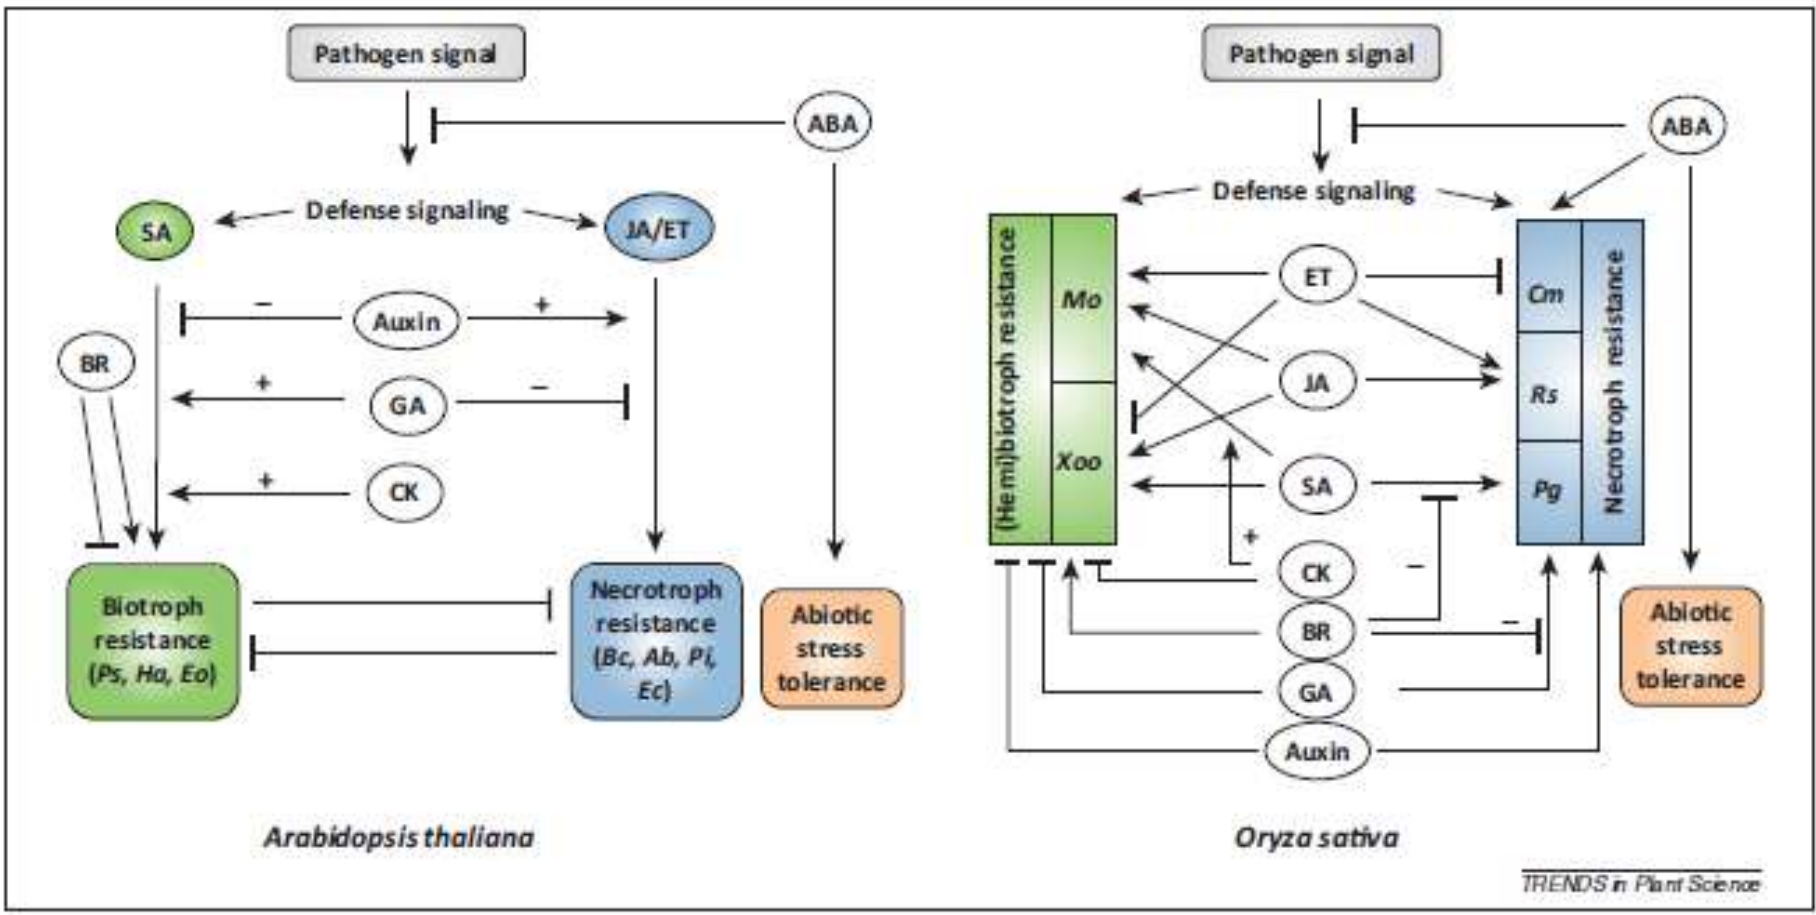 Pathogen signal
ABA
Defense signaling
SA
JA/ET
−
Auxin
+
BR
+
GA
−
+
CK
Biotroph
resistance
(Ps, Ha, Eo)
Necrotroph
resistance
(Bc, Ab, Pi,
Ec)
Abiotic
stress
tolerance
Arabidopsis thaliana
Pathogen signal
ABA
Defense signaling
(Hemi)biotroph resistance
Mo
Xoo
ET
JA
SA
+
CK
−
BR
−
GA
Auxin
Cm
Rs
Pg
Necrotroph resistance
Abiotic
stress
tolerance
Oryza sativa
TRENDS in Plant Science